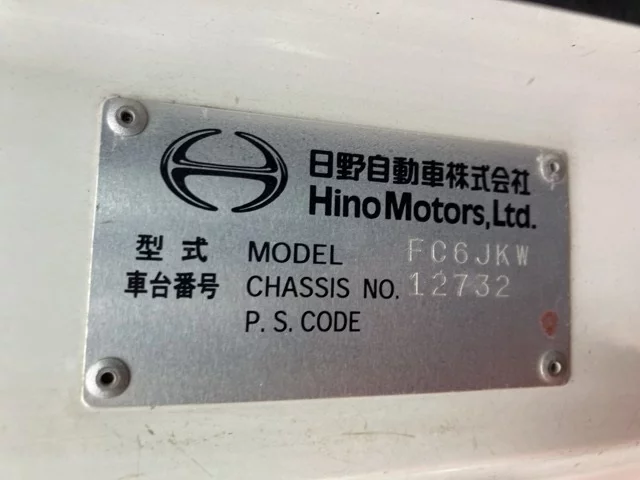 日野自動車株式会社
Hino Motors, Ltd.
型式 MODEL FC6JKW
車台番号 CHASSIS NO. 12732
P. S. CODE